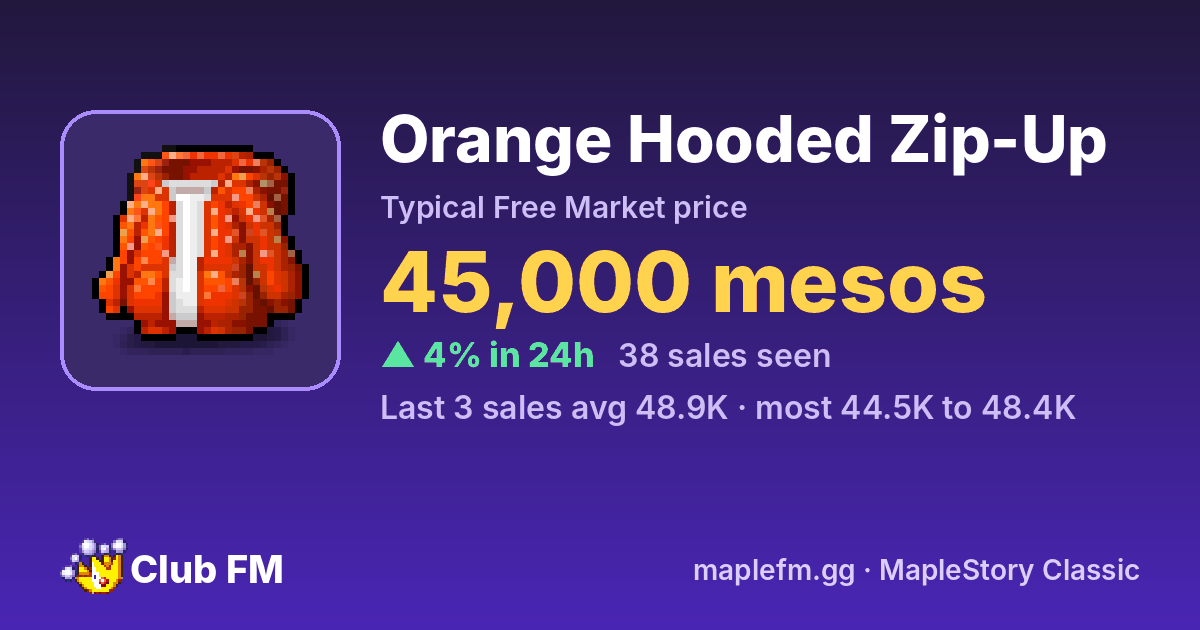 Orange Hooded Zip-Up
Typical Free Market price
45,000 mesos
▲ 4% in 24h 38 sales seen
Last 3 sales avg 48.9K · most 44.5K to 48.4K
Club FM
maplefm.gg · MapleStory Classic